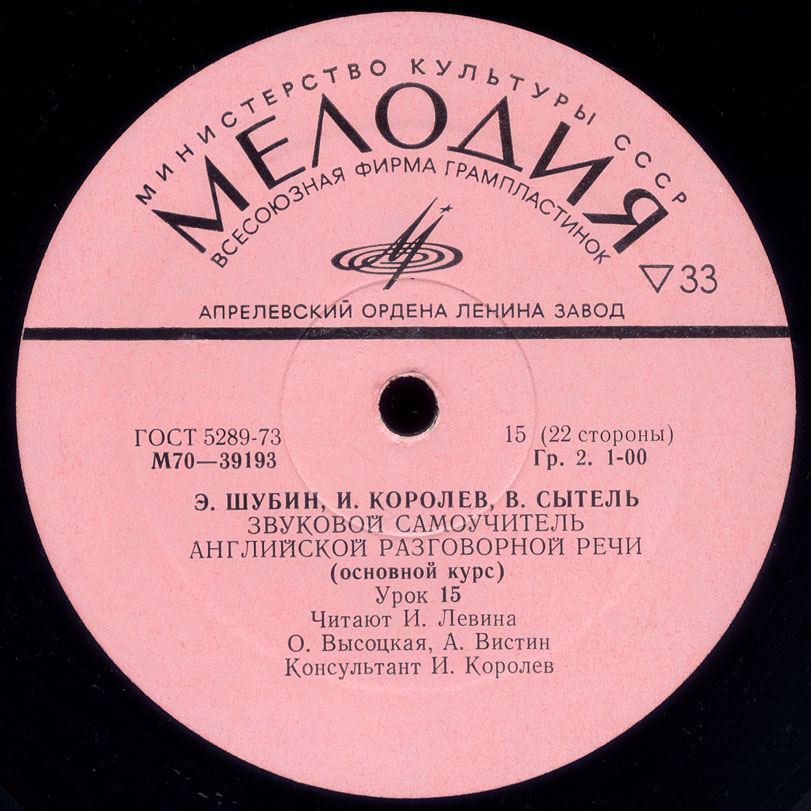 МИНИСТЕРСТВО КУЛЬТУРЫ СССР
МЕЛОДИЯ
ВСЕСОЮЗНАЯ ФИРМА ГРАМПЛАСТИНОК
▽33
АПРЕЛЕВСКИЙ ОРДЕНА ЛЕНИНА ЗАВОД
ГОСТ 5289-73 15 (22 стороны)
М70—39193 Гр. 2. 1-00
Э. ШУБИН, И. КОРОЛЕВ, В. СЫТЕЛЬ
ЗВУКОВОЙ САМОУЧИТЕЛЬ
АНГЛИЙСКОЙ РАЗГОВОРНОЙ РЕЧИ
(основной курс)
Урок 15
Читают И. Левина
О. Высоцкая, А. Вистин
Консультант И. Королев